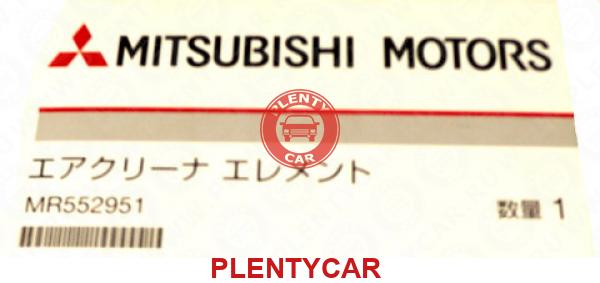 MITSUBISHI MOTORS
PLENTY
CAR
エアクリーナ エレメント
MR552951
数量 1
PLENTYCAR